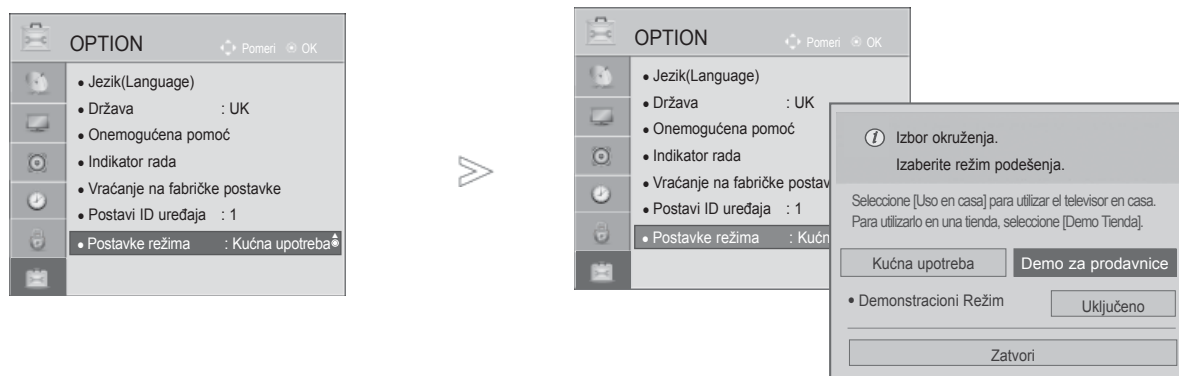 OPTION
Pomeri OK
• Jezik(Language)
• Država : UK
• Onemogućena pomoć
• Indikator rada
• Vraćanje na fabričke postavke
• Postavi ID uređaja : 1
• Postavke režima : Kućna upotreba
OPTION
Pomeri OK
• Jezik(Language)
• Država : UK
• Onemogućena pomoć
• Indikator rada
• Vraćanje na fabričke postav
• Postavi ID uređaja : 1
• Postavke režima : Kućn
Izbor okruženja.
Izaberite režim podešenja.
Seleccione [Uso en casa] para utilizar el televisor en casa.
Para utilizarlo en una tienda, seleccione [Demo Tienda].
Kućna upotreba Demo za prodavnice
• Demonstracioni Režim Uključeno
Zatvori